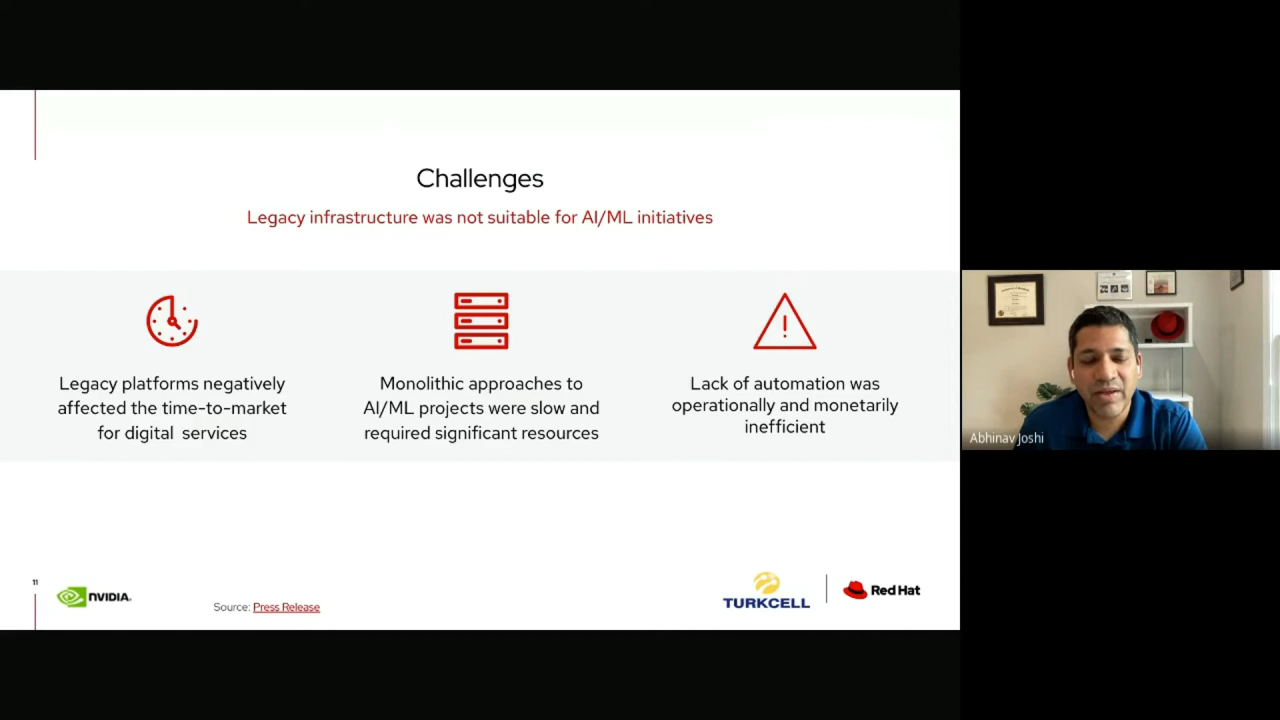 Challenges
Legacy infrastructure was not suitable for AI/ML initiatives
Legacy platforms negatively
affected the time-to-market
for digital services
Monolithic approaches to
AI/ML projects were slow and
required significant resources
Lack of automation was
operationally and monetarily
inefficient
Abhinav Joshi
11
NVIDIA.
Source: Press Release
TURKCELL
Red Hat